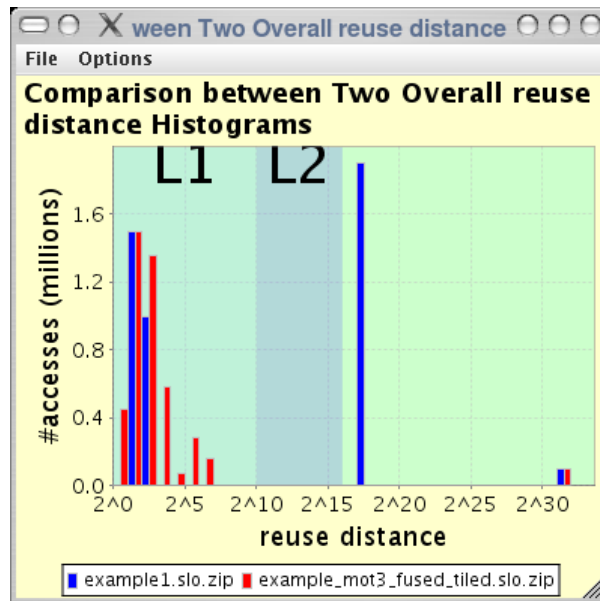 ween Two Overall reuse distance
File Options
Comparison between Two Overall reuse
distance Histograms
L1 L2
#accesses (millions)
1.6
1.2
0.8
0.4
0.0
2^0 2^5 2^10 2^15 2^20 2^25 2^30
reuse distance
example1.slo.zip example_mot3_fused_tiled.slo.zip